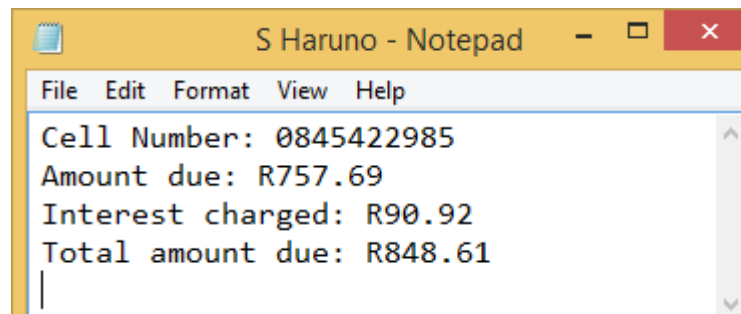 S Haruno - Notepad
File Edit Format View Help
Cell Number: 0845422985
Amount due: R757.69
Interest charged: R90.92
Total amount due: R848.61